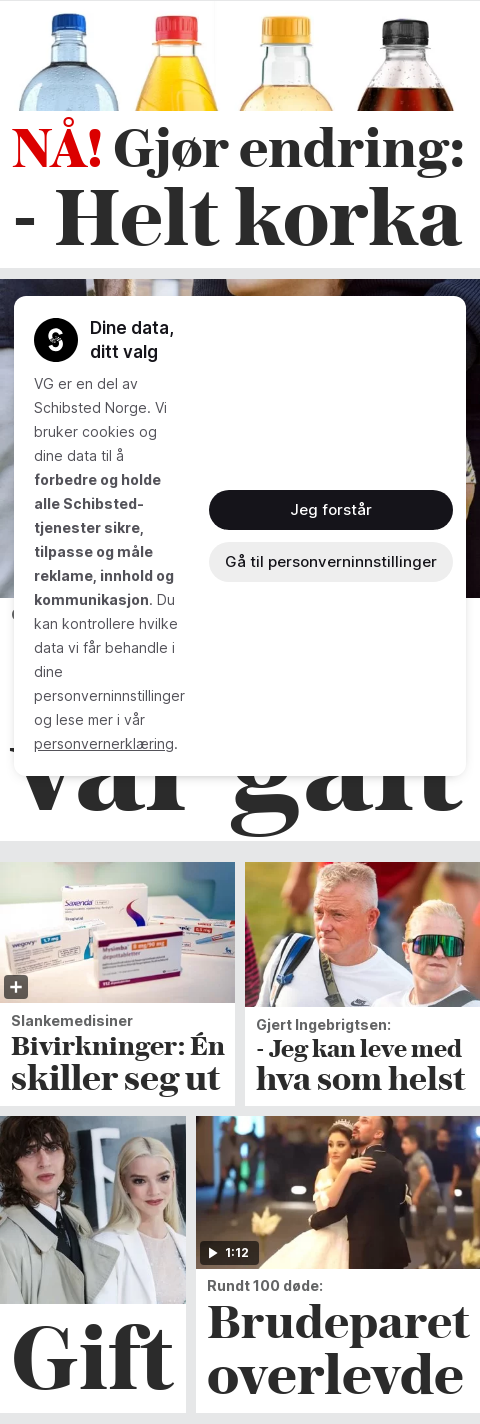 NÅ! Gjør endring:
- Helt korka
Dine data,
ditt valg
VG er en del av
Schibsted Norge. Vi
bruker cookies og
dine data til å
forbedre og holde
alle Schibsted-
tjenester sikre,
tilpasse og måle
reklame, innhold og
kommunikasjon. Du
kan kontrollere hvilke
data vi får behandle i
dine
personverninnstillinger
og lese mer i vår
personvernerklæring.
Jeg forstår
Gå til personverninnstillinger
Var galt
Saxenda
wegovy
Mysimba
Slankemedisiner
Bivirkninger: Én
skiller seg ut
Gjert Ingebrigtsen:
- Jeg kan leve med
hva som helst
Gift
1:12
Rundt 100 døde:
Brudeparet
overlevde